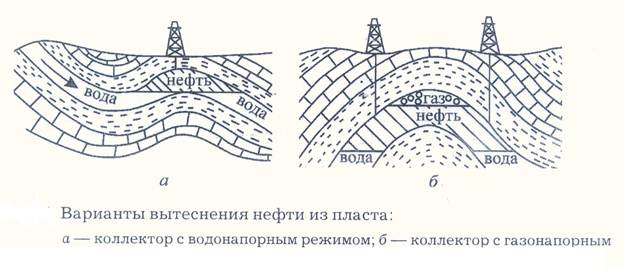 нефть
вода
вода
газ
нефть
вода
вода
а
б
Варианты вытеснения нефти из пласта:
а — коллектор с водонапорным режимом; б — коллектор с газонапорным